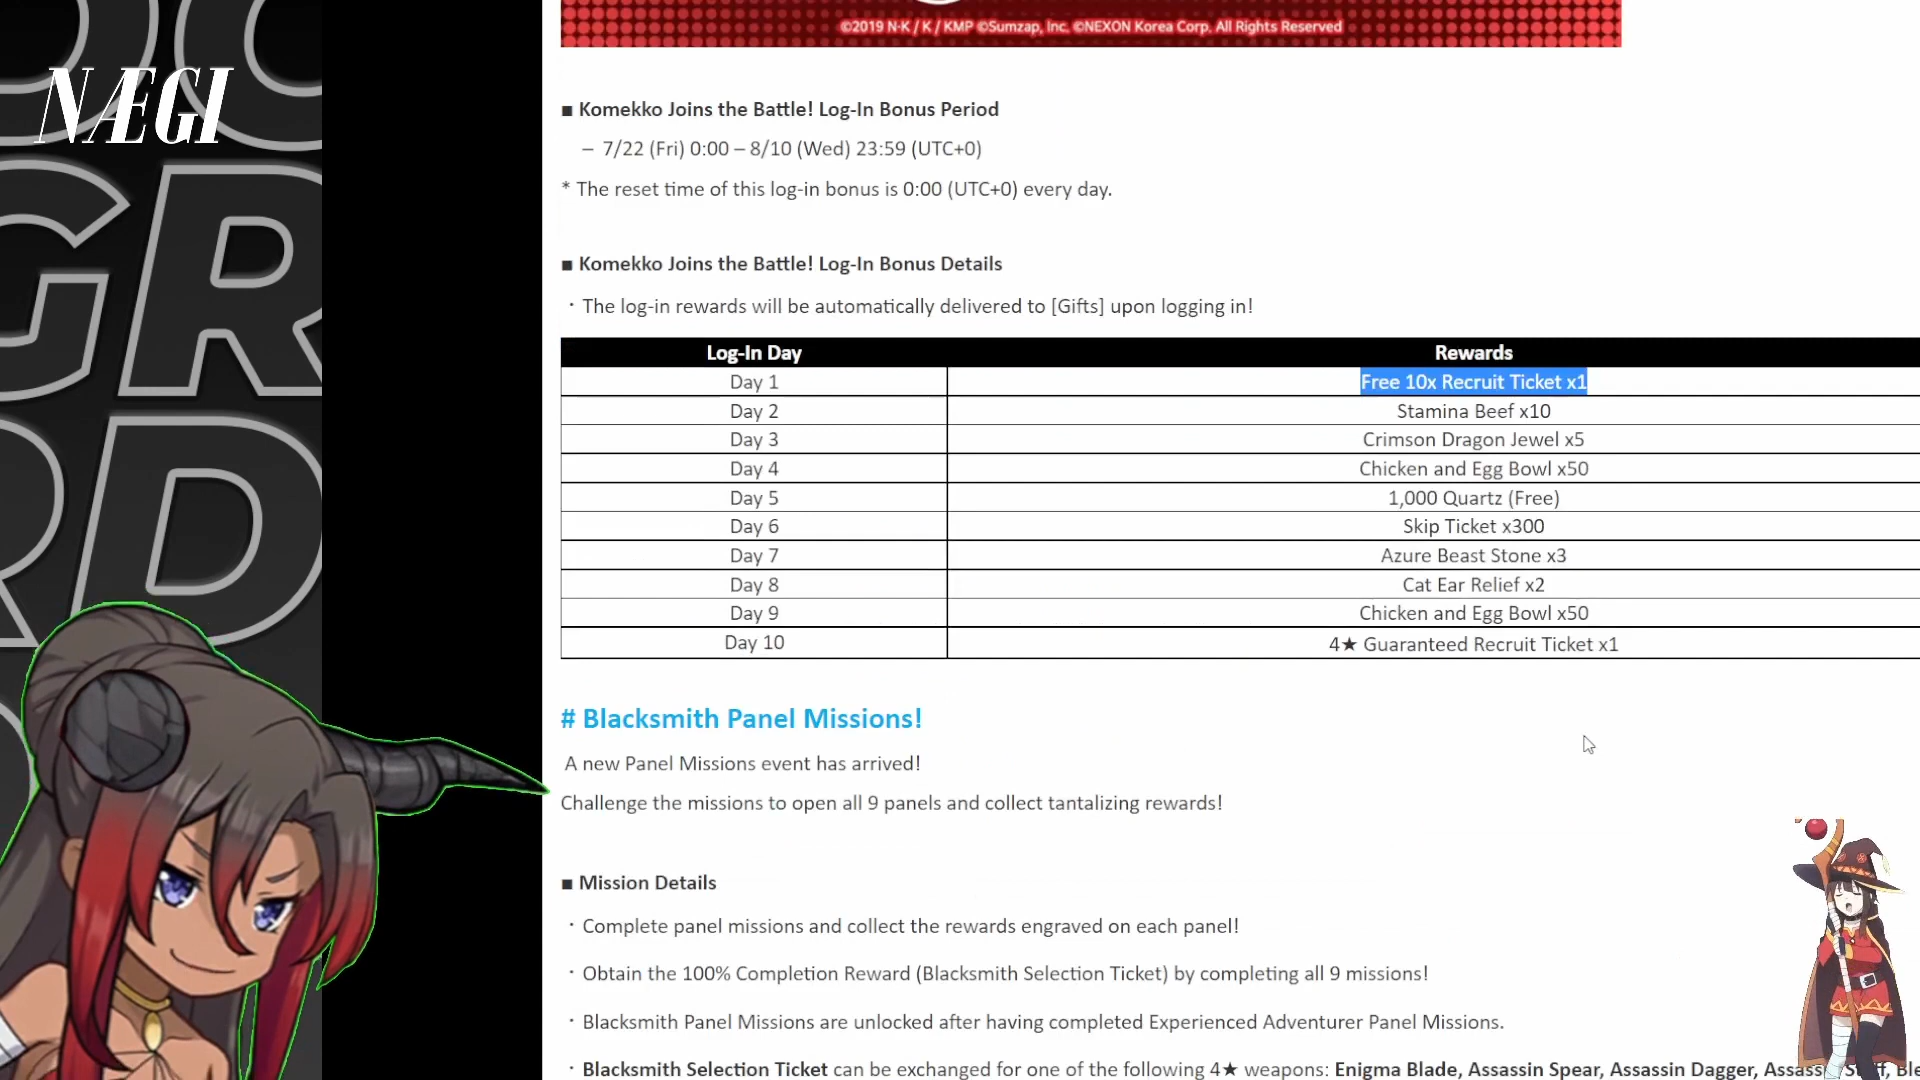 NÆGI
©2019 N·K / K / KMP ©Sumzap, Inc. ©NEXON Korea Corp. All Rights Reserved
■ Komekko Joins the Battle! Log-In Bonus Period
– 7/22 (Fri) 0:00 – 8/10 (Wed) 23:59 (UTC+0)
* The reset time of this log-in bonus is 0:00 (UTC+0) every day.
■ Komekko Joins the Battle! Log-In Bonus Details
・The log-in rewards will be automatically delivered to [Gifts] upon logging in!
Log-In Day Rewards
Day 1 Free 10x Recruit Ticket x1
Day 2 Stamina Beef x10
Day 3 Crimson Dragon Jewel x5
Day 4 Chicken and Egg Bowl x50
Day 5 1,000 Quartz (Free)
Day 6 Skip Ticket x300
Day 7 Azure Beast Stone x3
Day 8 Cat Ear Relief x2
Day 9 Chicken and Egg Bowl x50
Day 10 4★ Guaranteed Recruit Ticket x1
# Blacksmith Panel Missions!
A new Panel Missions event has arrived!
Challenge the missions to open all 9 panels and collect tantalizing rewards!
■ Mission Details
・Complete panel missions and collect the rewards engraved on each panel!
・Obtain the 100% Completion Reward (Blacksmith Selection Ticket) by completing all 9 missions!
・Blacksmith Panel Missions are unlocked after having completed Experienced Adventurer Panel Missions.
・Blacksmith Selection Ticket can be exchanged for one of the following 4★ weapons: Enigma Blade, Assassin Spear, Assassin Dagger,